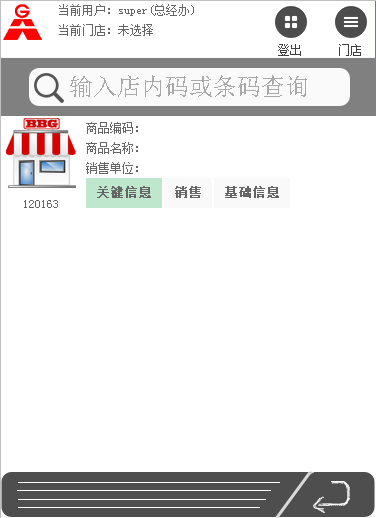 当前用户: super(总经办)
当前门店: 未选择
登出
门店
输入店内码或条码查询
BBG
120163
商品编码:
商品名称:
销售单位:
关键信息 销售 基础信息